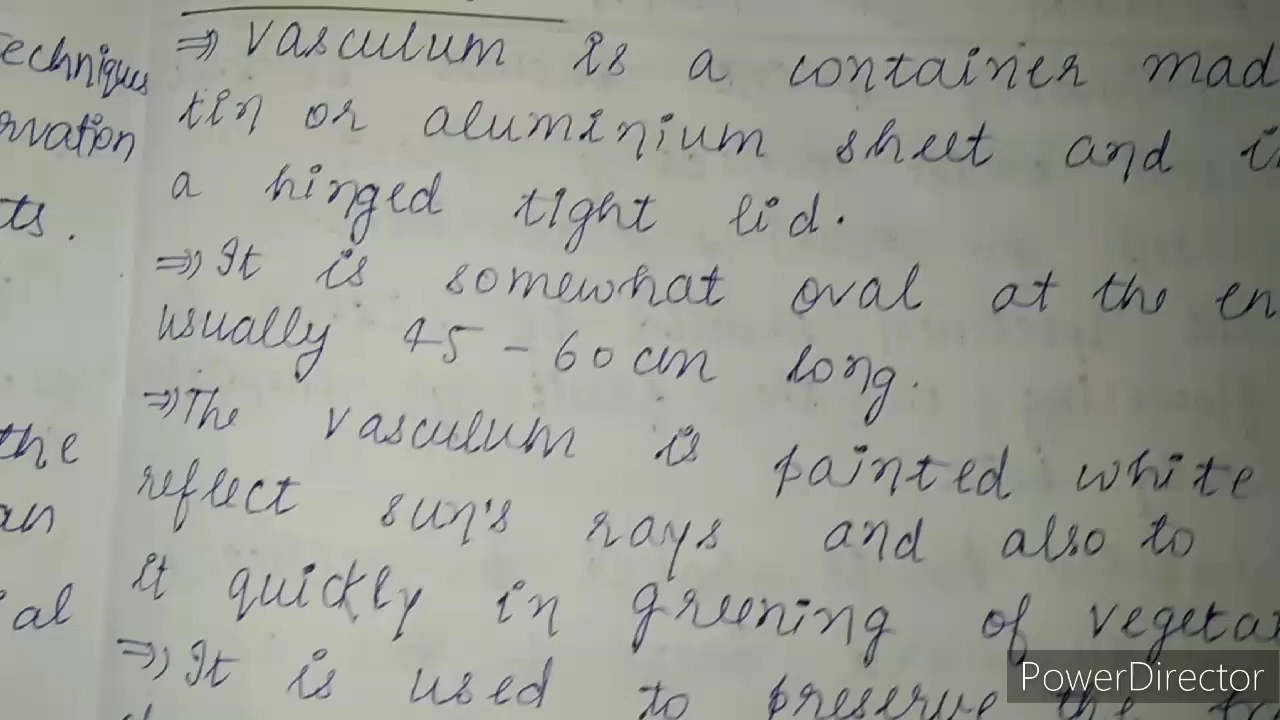 echniques
rvation
ts.
the
an
al
⇒ Vasculum is a container mad
tin or aluminium sheet and i
a hinged tight lid.
⇒ It is somewhat oval at the en
usually 45 - 60 cm long.
⇒ The vasculum is painted white
reflect sun's rays and also to
it quickly in greening of vegeta
⇒ It is used to preserve the
PowerDirector